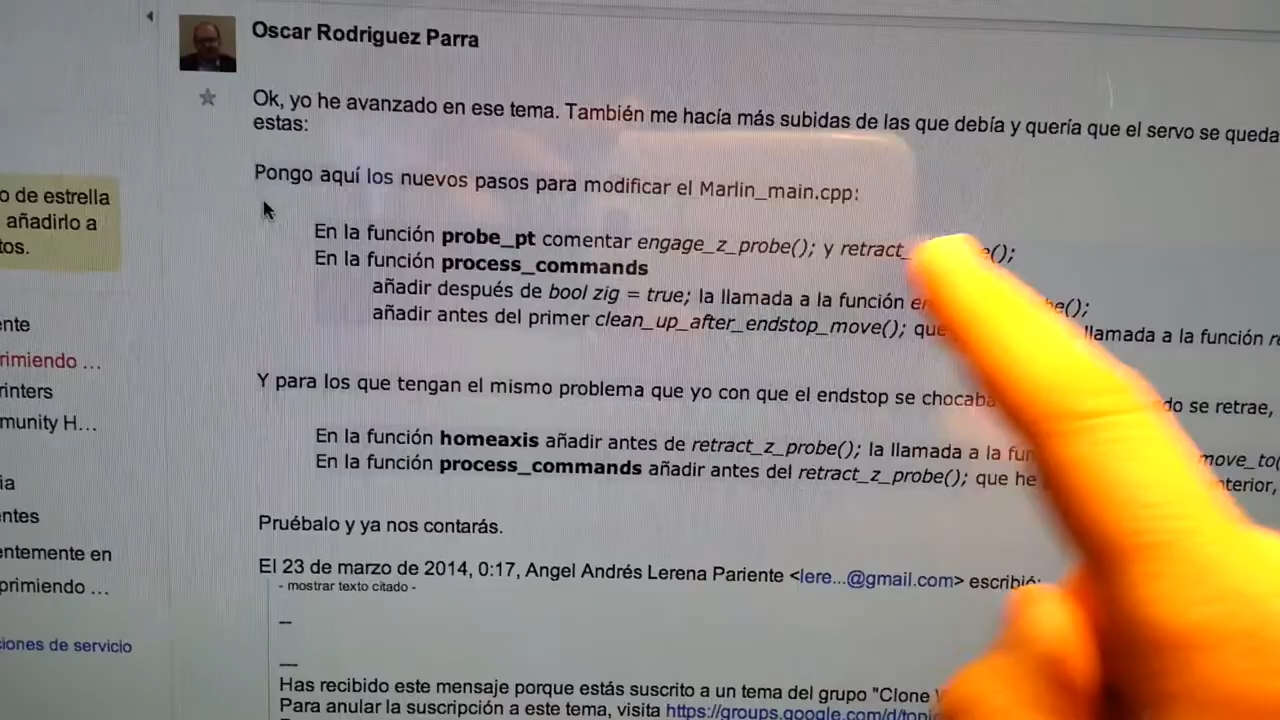 Oscar Rodriguez Parra
Ok, yo he avanzado en ese tema. También me hacía más subidas de las que debía y quería que el servo se queda
estas:
Pongo aquí los nuevos pasos para modificar el Marlin_main.cpp:
En la función probe_pt comentar engage_z_probe(); y retract_ e();
En la función process_commands
añadir después de bool zig = true; la llamada a la función be();
añadir antes del primer clean_up_after_endstop_move(); que llamada a la función
Y para los que tengan el mismo problema que yo con que el endstop se chocaba do se retrae,
En la función homeaxis añadir antes de retract_z_probe(); la llamada a la fun move_to(
En la función process_commands añadir antes del retract_z_probe(); que he nterior,
Pruébalo y ya nos contarás.
El 23 de marzo de 2014, 0:17, Angel Andrés Lerena Pariente <lere...@gmail.com> escribió:
- mostrar texto citado -
--
—
Has recibido este mensaje porque estás suscrito a un tema del grupo "Clone
Para anular la suscripción a este tema, visita https://groups.google.com/d/topi
o de estrella
añadirlo a
tos.
ente
rimiendo ...
rinters
munity H...
ia
entes
entemente en
primiendo ...
ciones de servicio